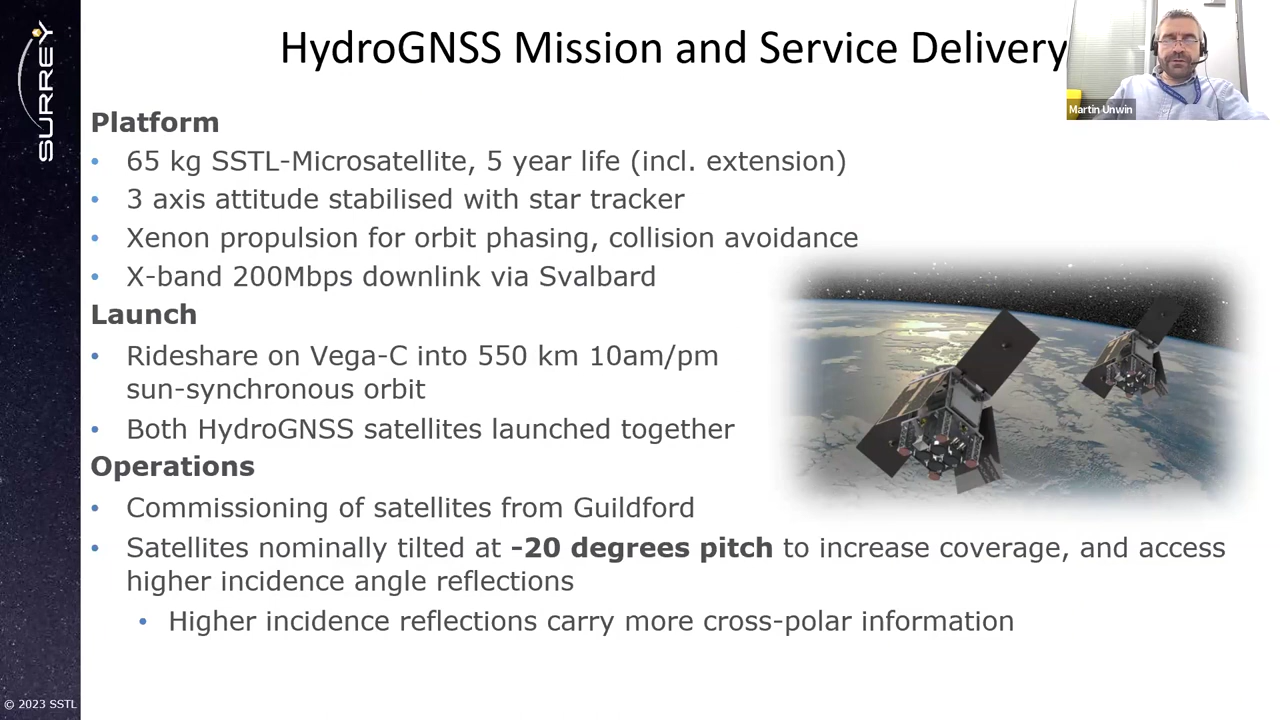 HydroGNSS Mission and Service Delivery
SURREY
Martin Unwin
Platform
• 65 kg SSTL-Microsatellite, 5 year life (incl. extension)
• 3 axis attitude stabilised with star tracker
• Xenon propulsion for orbit phasing, collision avoidance
• X-band 200Mbps downlink via Svalbard
Launch
• Rideshare on Vega-C into 550 km 10am/pm
sun-synchronous orbit
• Both HydroGNSS satellites launched together
Operations
• Commissioning of satellites from Guildford
• Satellites nominally tilted at -20 degrees pitch to increase coverage, and access
higher incidence angle reflections
• Higher incidence reflections carry more cross-polar information
© 2023 SSTL